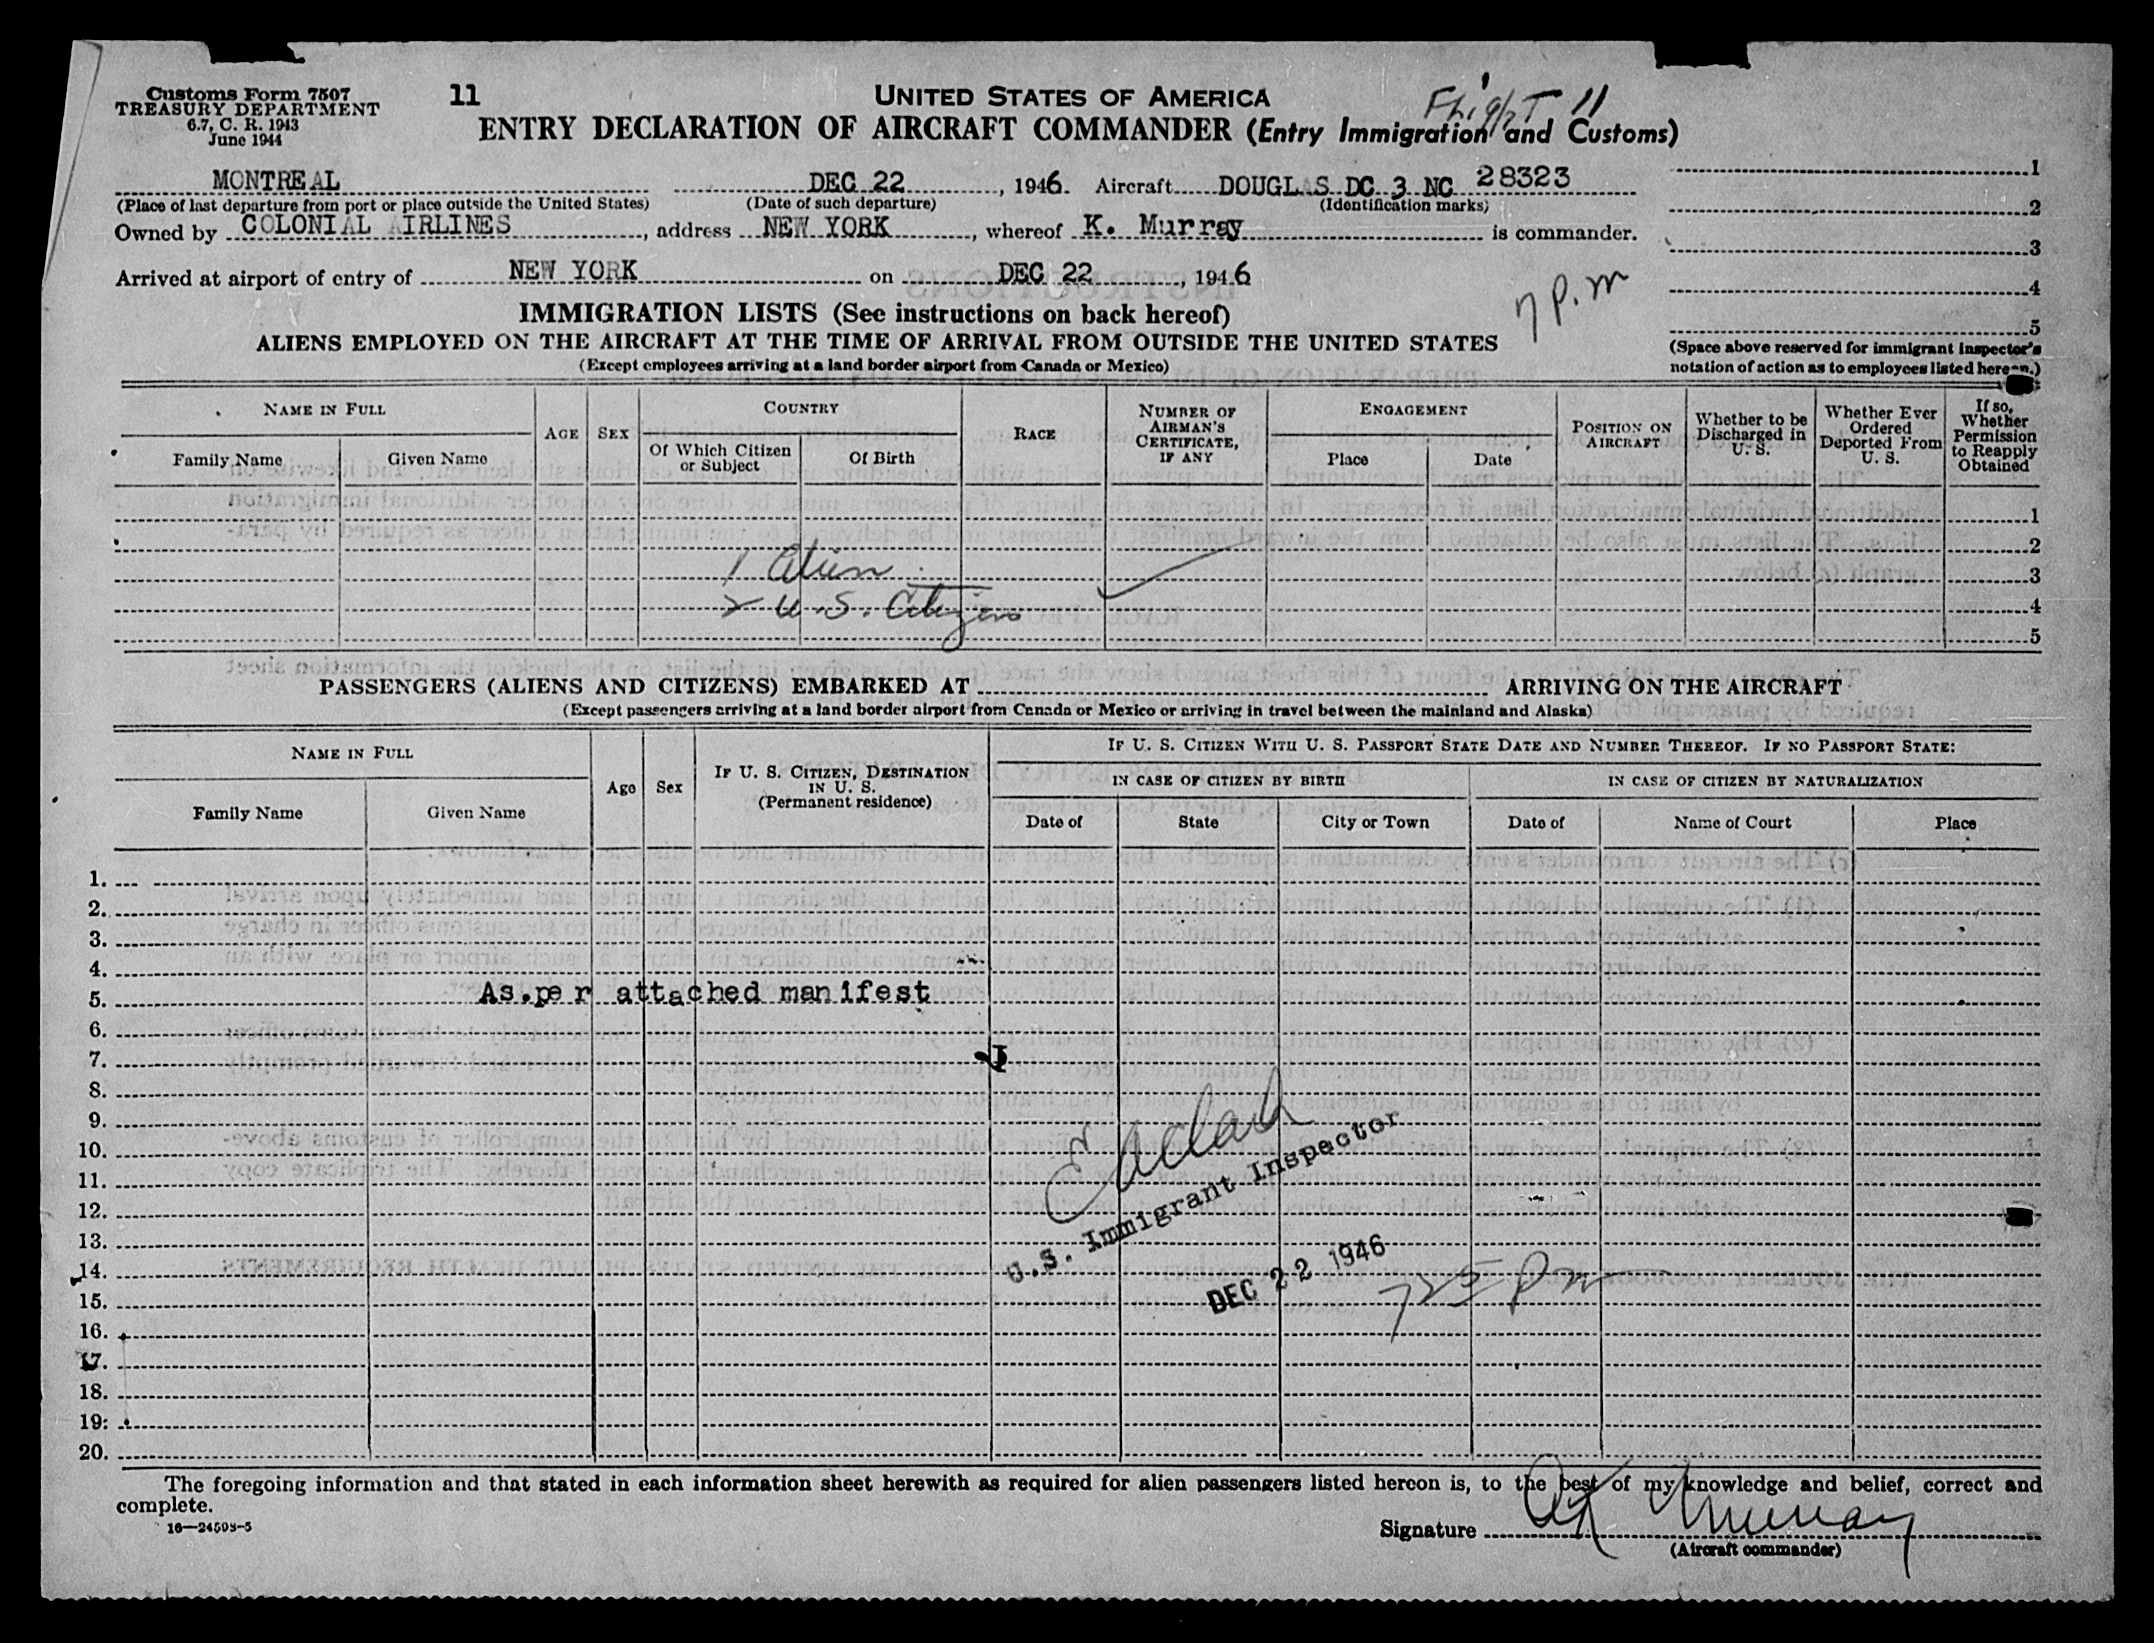 Customs Form 7507
TREASURY DEPARTMENT
6.7, C. R. 1943
June 1944
11
UNITED STATES OF AMERICA
Flight 11
ENTRY DECLARATION OF AIRCRAFT COMMANDER (Entry Immigration and Customs)
MONTREAL DEC 22, 1946. Aircraft DOUGLAS DC 3 NC 28323
(Place of last departure from port or place outside the United States) (Date of such departure) (Identification marks)
Owned by COLONIAL AIRLINES, address NEW YORK, whereof K. Murray is commander.
Arrived at airport of entry of NEW YORK on DEC 22, 1946
7 p.m
1
2
3
4
5
(Space above reserved for immigrant inspector's
notation of action as to employees listed hereon.)
IMMIGRATION LISTS (See instructions on back hereof)
ALIENS EMPLOYED ON THE AIRCRAFT AT THE TIME OF ARRIVAL FROM OUTSIDE THE UNITED STATES
(Except employees arriving at a land border airport from Canada or Mexico)
NAME IN FULL
Family Name Given Name
AGE SEX
COUNTRY
Of Which Citizen or Subject
Of Birth
RACE
NUMBER OF AIRMAN'S CERTIFICATE, IF ANY
ENGAGEMENT
Place Date
POSITION ON AIRCRAFT
Whether to be Discharged in U. S.
Whether Ever Ordered Deported From U. S.
If so, Whether Permission to Reapply Obtained
1
2
1 Alien 3
2 U.S. Citizens 4
5
PASSENGERS (ALIENS AND CITIZENS) EMBARKED AT ARRIVING ON THE AIRCRAFT
(Except passengers arriving at a land border airport from Canada or Mexico or arriving in travel between the mainland and Alaska)
NAME IN FULL
Family Name Given Name
Age Sex
IF U. S. CITIZEN, DESTINATION IN U. S.
(Permanent residence)
IF U. S. CITIZEN WITH U. S. PASSPORT STATE DATE AND NUMBER THEREOF. IF NO PASSPORT STATE:
IN CASE OF CITIZEN BY BIRTH IN CASE OF CITIZEN BY NATURALIZATION
Date of State City or Town Date of Name of Court Place
1.
2.
3.
4.
5. As.per attached manifest
6.
7.
8.
9.
10.
11.
12.
13.
14.
15.
16.
17.
18.
19.
20.
U.S. Immigrant Inspector
DEC 22 1946
725 pm
The foregoing information and that stated in each information sheet herewith as required for alien passengers listed hereon is, to the best of my knowledge and belief, correct and
complete.
16—24593-5
Signature K Murray
(Aircraft commander)